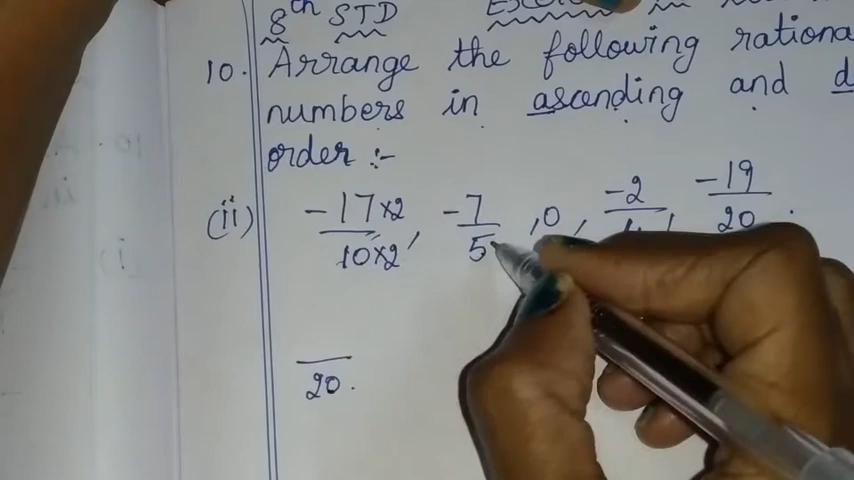 8th STD
10. Arrange the following
numbers in ascending and
order :-
(ii) -17×2/10×2, -7/5, 0, -2/4, -19/20.
/20.